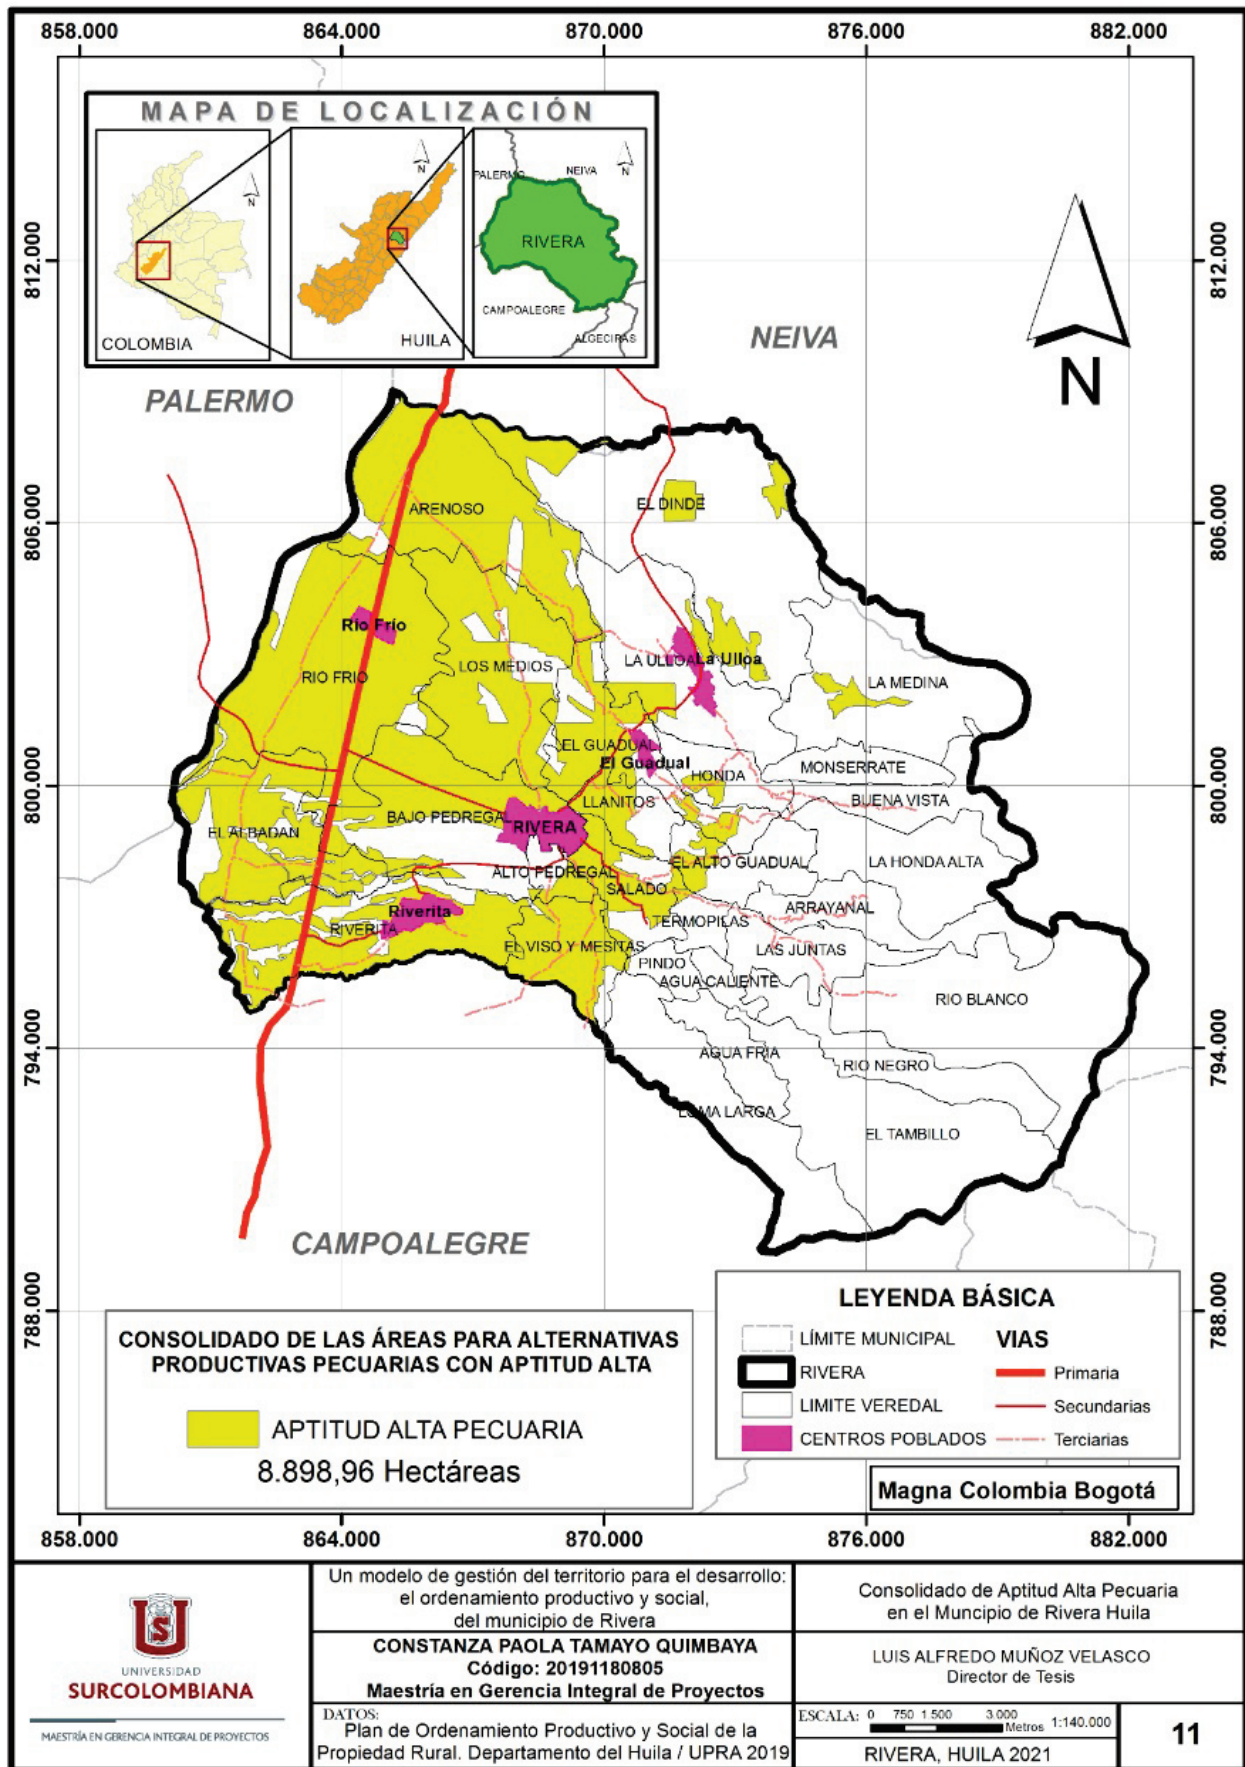 858.000 864.000 870.000 876.000 882.000
MAPA DE LOCALIZACIÓN
N
COLOMBIA
N
HUILA
PALERMO
NEIVA
N
RIVERA
CAMPOALEGRE
ALGECIRAS
812.000 812.000
NEIVA
N
PALERMO
806.000 806.000
ARENOSO
EL DINDE
Río Frío
RIO FRIO
LOS MEDIOS
LA ULLOA
La Ulloa
LA MEDINA
EL GUADUAL
El Guadual
HONDA
MONSERRATE
800.000 800.000
LLANITOS
BUENA VISTA
BAJO PEDREGAL
RIVERA
EL ALBADAN
ALTO PEDREGAL
EL ALTO GUADUAL
LA HONDA ALTA
SALADO
Riverita
RIVERITA
TERMOPILAS
ARRAYANAL
EL VISO Y MESITAS
LAS JUNTAS
PINDO
AGUA CALIENTE
RIO BLANCO
794.000 794.000
AGUA FRIA
RIO NEGRO
LOMA LARGA
EL TAMBILLO
CAMPOALEGRE
788.000 788.000
CONSOLIDADO DE LAS ÁREAS PARA ALTERNATIVAS
PRODUCTIVAS PECUARIAS CON APTITUD ALTA
APTITUD ALTA PECUARIA
8.898,96 Hectáreas
LEYENDA BÁSICA
LÍMITE MUNICIPAL
RIVERA
LIMITE VEREDAL
CENTROS POBLADOS
VIAS
Primaria
Secundarias
Terciarias
Magna Colombia Bogotá
858.000 864.000 870.000 876.000 882.000
UNIVERSIDAD
SURCOLOMBIANA
MAESTRÍA EN GERENCIA INTEGRAL DE PROYECTOS
Un modelo de gestión del territorio para el desarrollo:
el ordenamiento productivo y social,
del municipio de Rivera
CONSTANZA PAOLA TAMAYO QUIMBAYA
Código: 20191180805
Maestría en Gerencia Integral de Proyectos
DATOS:
Plan de Ordenamiento Productivo y Social de la
Propiedad Rural. Departamento del Huila / UPRA 2019
Consolidado de Aptitud Alta Pecuaria
en el Muncipio de Rivera Huila
LUIS ALFREDO MUÑOZ VELASCO
Director de Tesis
ESCALA: 0 750 1.500 3.000 Metros 1:140.000
RIVERA, HUILA 2021
11